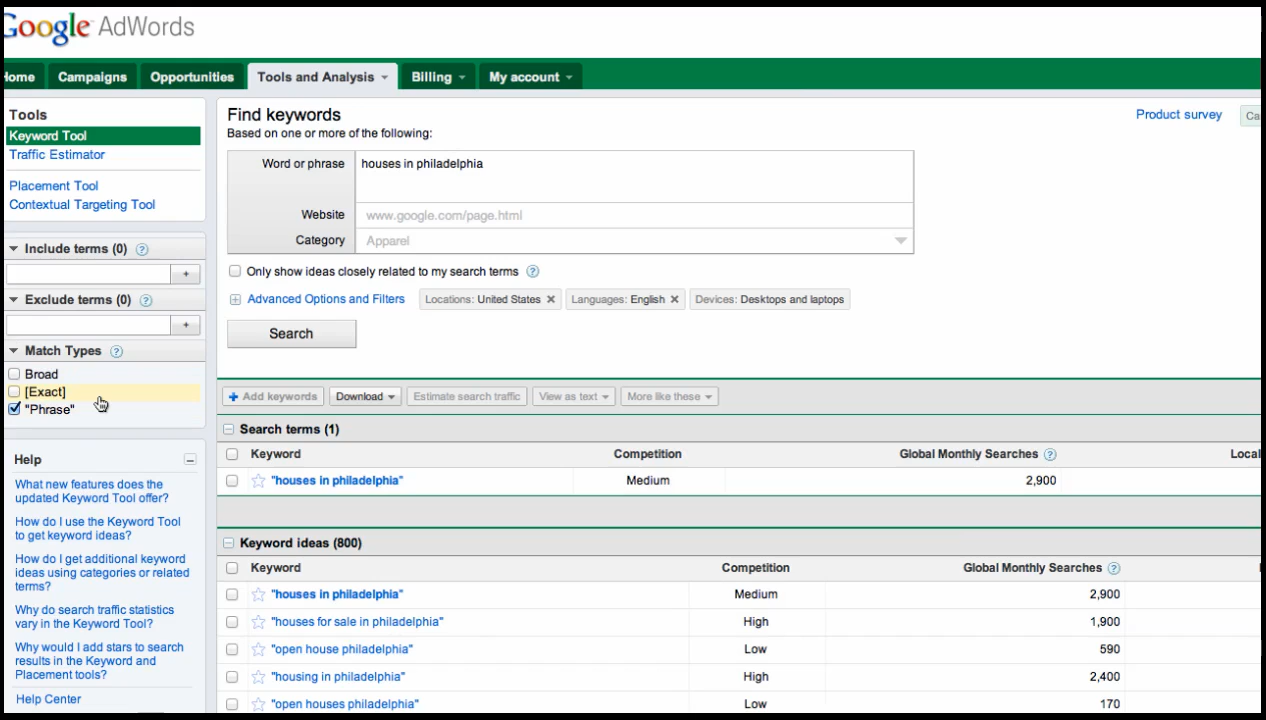 Google AdWords
Home Campaigns Opportunities Tools and Analysis Billing My account
Tools
Keyword Tool
Traffic Estimator
Placement Tool
Contextual Targeting Tool
Include terms (0) ?
+
Exclude terms (0) ?
+
Match Types ?
Broad
[Exact]
"Phrase"
Help
What new features does the
updated Keyword Tool offer?
How do I use the Keyword Tool
to get keyword ideas?
How do I get additional keyword
ideas using categories or related
terms?
Why do search traffic statistics
vary in the Keyword Tool?
Why would I add stars to search
results in the Keyword and
Placement tools?
Help Center
Find keywords
Based on one or more of the following:
Product survey
Ca
Word or phrase houses in philadelphia
Website www.google.com/page.html
Category Apparel
Only show ideas closely related to my search terms ?
Advanced Options and Filters Locations: United States × Languages: English × Devices: Desktops and laptops
Search
+ Add keywords Download Estimate search traffic View as text More like these
Search terms (1)
Keyword Competition Global Monthly Searches ? Local
"houses in philadelphia" Medium 2,900
Keyword ideas (800)
Keyword Competition Global Monthly Searches ?
"houses in philadelphia" Medium 2,900
"houses for sale in philadelphia" High 1,900
"open house philadelphia" Low 590
"housing in philadelphia" High 2,400
"open houses philadelphia" Low 170